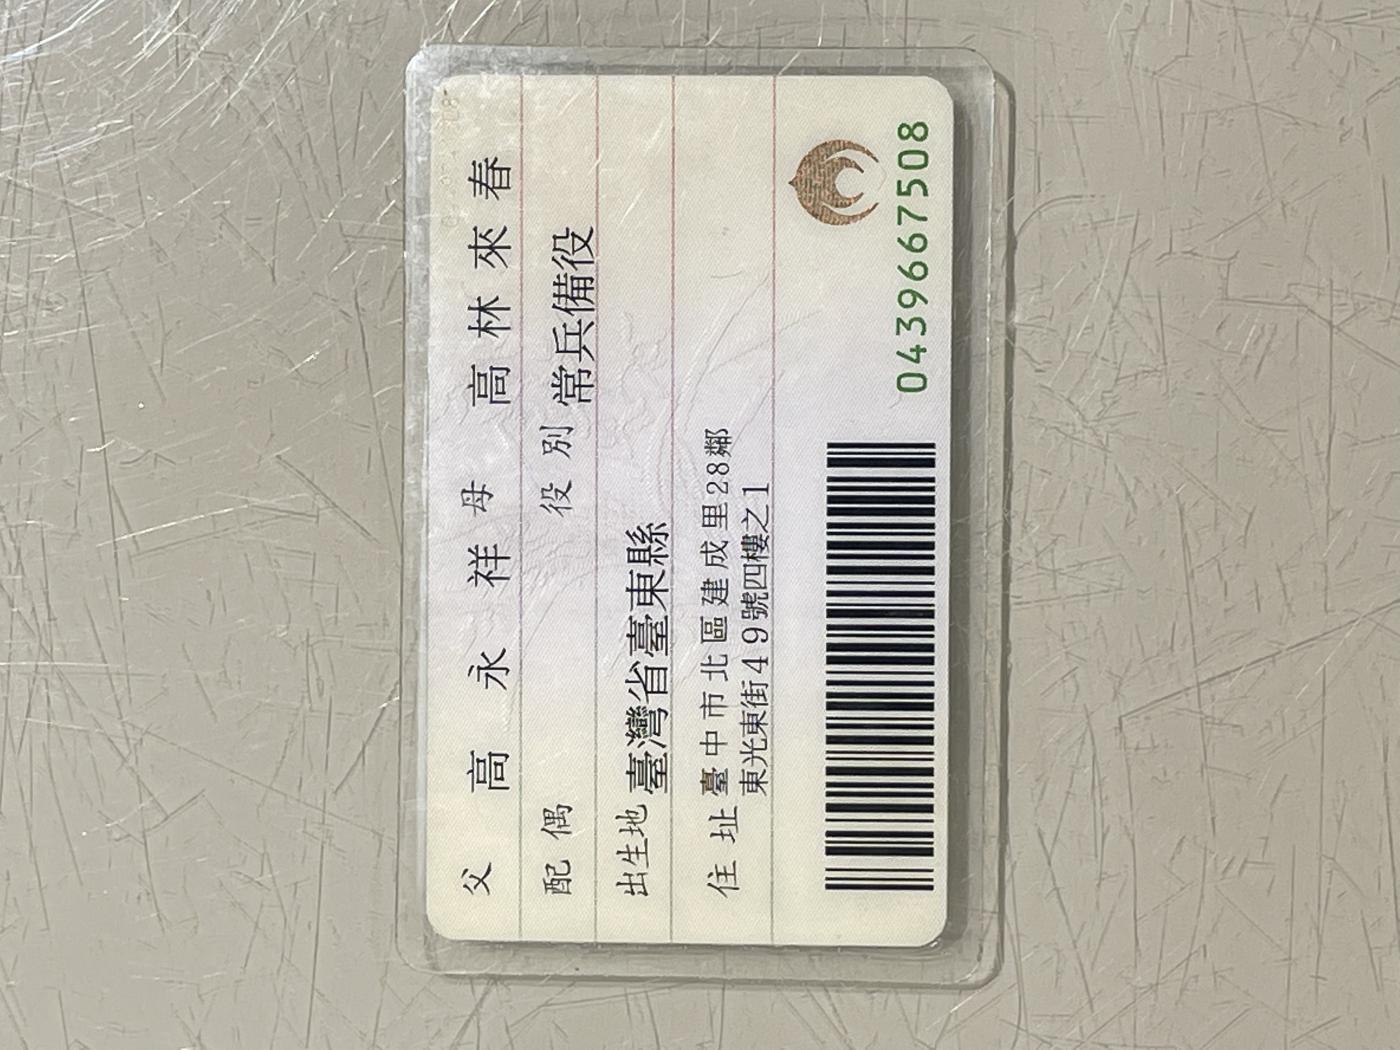 父 高永祥 母 高林來春
配偶 役別 常兵備役
出生地 臺灣省臺東縣
住址 臺中市北區建成里28鄰
東光東街49號四樓之1
0439667508